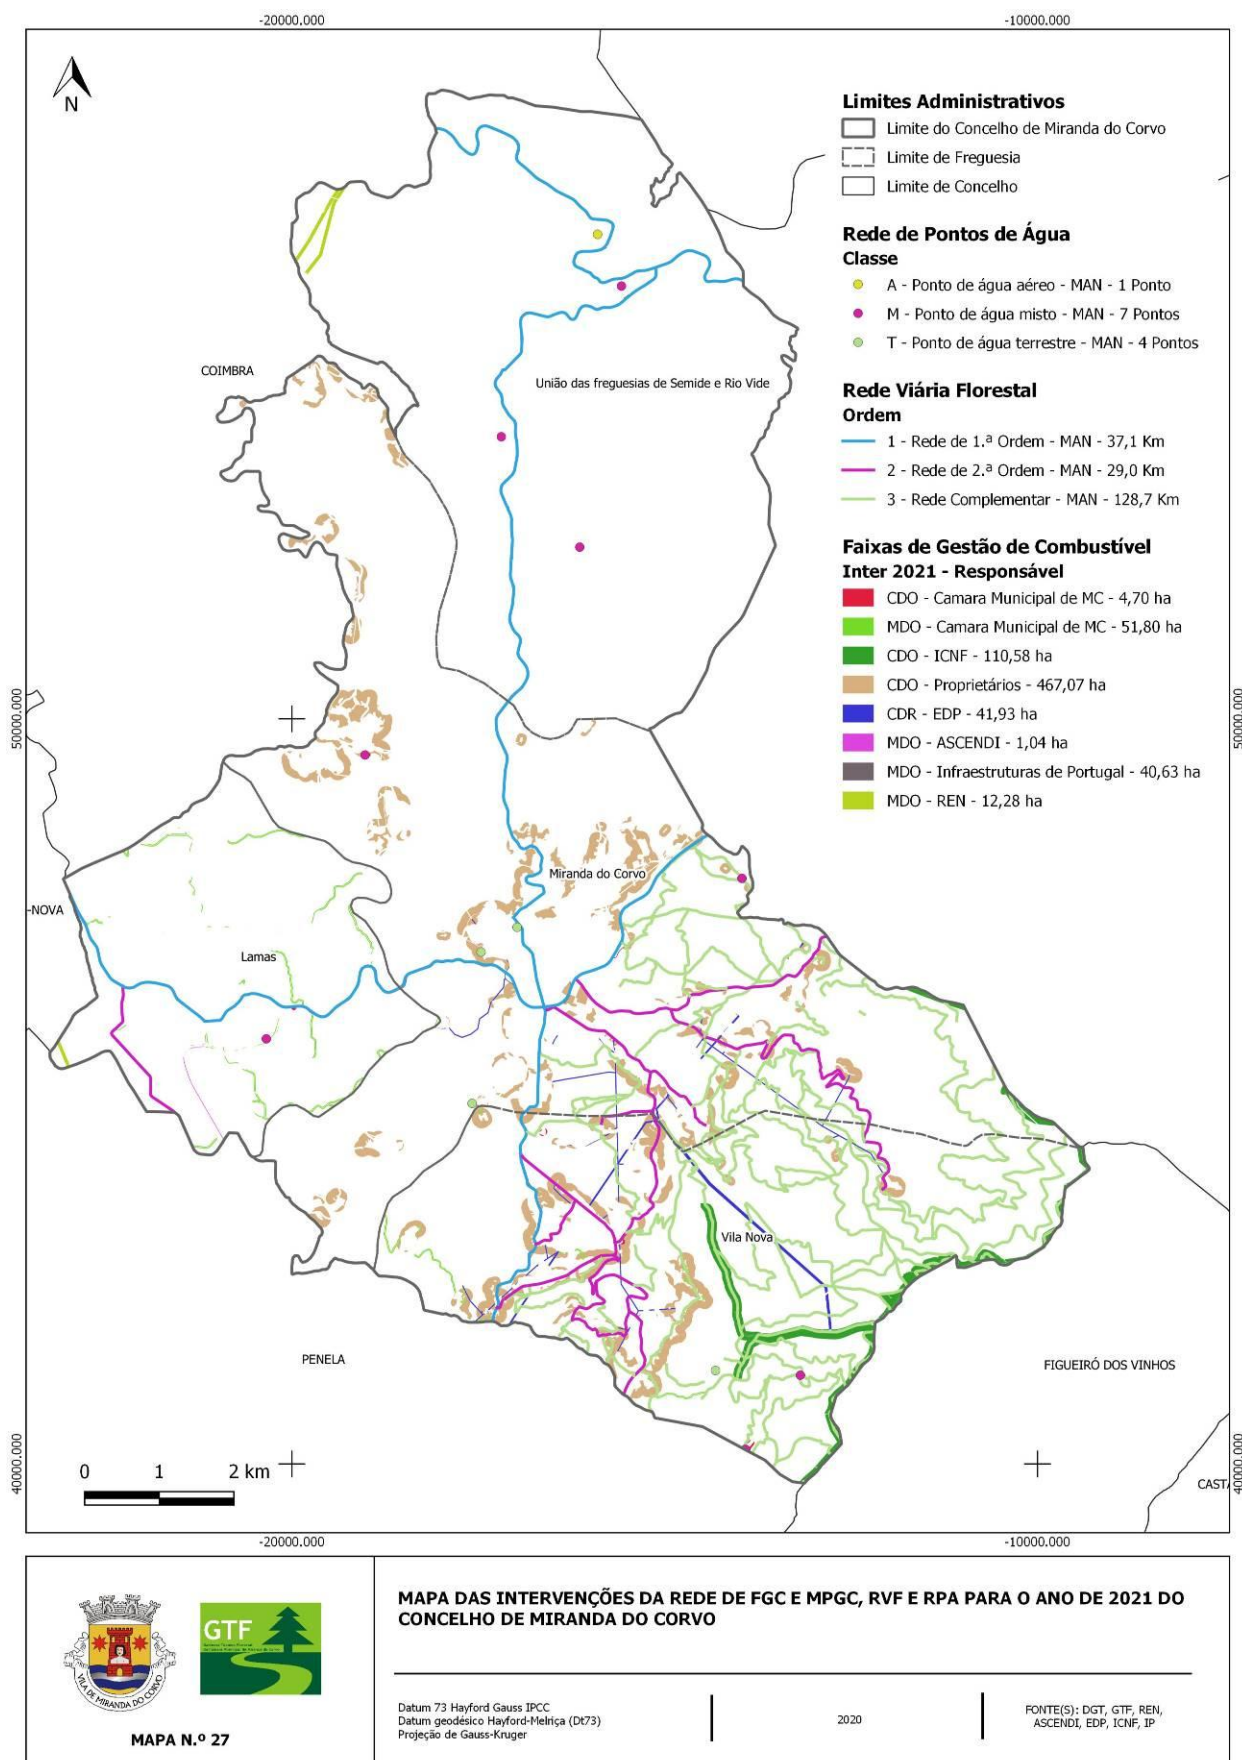 -20000.000
-10000.000
N
Limites Administrativos
Limite do Concelho de Miranda do Corvo
Limite de Freguesia
Limite de Concelho
Rede de Pontos de Água
Classe
A - Ponto de água aéreo - MAN - 1 Ponto
M - Ponto de água misto - MAN - 7 Pontos
T - Ponto de água terrestre - MAN - 4 Pontos
Rede Viária Florestal
Ordem
1 - Rede de 1.ª Ordem - MAN - 37,1 Km
2 - Rede de 2.ª Ordem - MAN - 29,0 Km
3 - Rede Complementar - MAN - 128,7 Km
Faixas de Gestão de Combustível
Inter 2021 - Responsável
CDO - Camara Municipal de MC - 4,70 ha
MDO - Camara Municipal de MC - 51,80 ha
CDO - ICNF - 110,58 ha
CDO - Proprietários - 467,07 ha
CDR - EDP - 41,93 ha
MDO - ASCENDI - 1,04 ha
MDO - Infraestruturas de Portugal - 40,63 ha
MDO - REN - 12,28 ha
COIMBRA
União das freguesias de Semide e Rio Vide
50000.000
50000.000
Miranda do Corvo
-NOVA
Lamas
Vila Nova
PENELA
FIGUEIRÓ DOS VINHOS
40000.000
40000.000
CASTA
0 1 2 km
-20000.000
-10000.000
MAPA DAS INTERVENÇÕES DA REDE DE FGC E MPGC, RVF E RPA PARA O ANO DE 2021 DO
CONCELHO DE MIRANDA DO CORVO
GTF
VILA DE MIRANDA DO CORVO
MAPA N.º 27
Datum 73 Hayford Gauss IPCC
Datum geodésico Hayford-Melriça (Dt73)
Projeção de Gauss-Kruger
2020
FONTE(S): DGT, GTF, REN,
ASCENDI, EDP, ICNF, IP